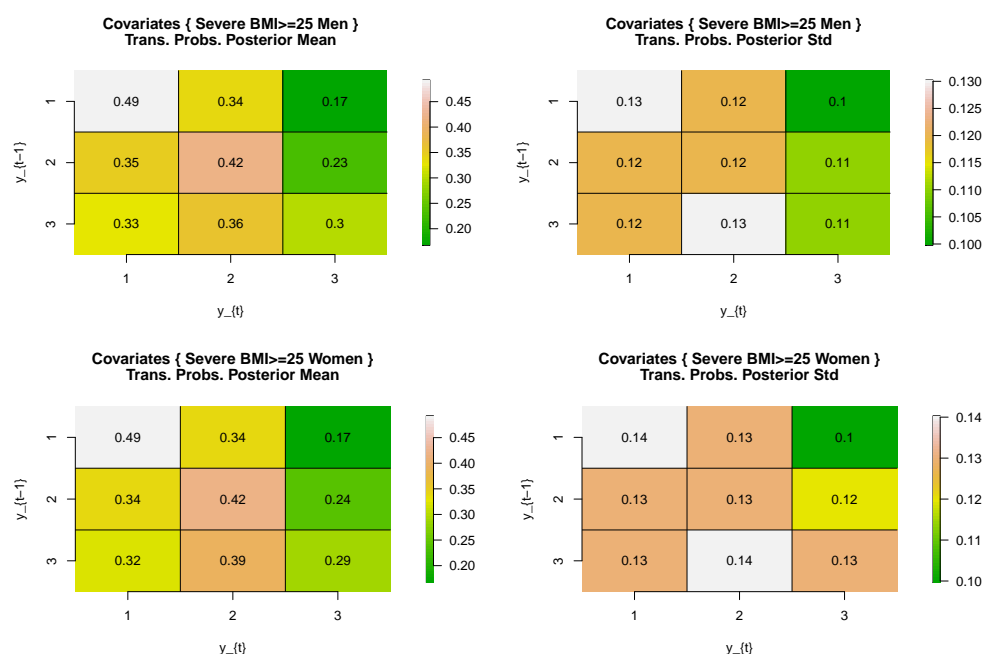 Covariates { Severe BMI>=25 Men }
Trans. Probs. Posterior Mean
1 0.49 0.34 0.17
2 0.35 0.42 0.23
3 0.33 0.36 0.3
1 2 3
y_{t}
y_{t−1}
0.45
0.40
0.35
0.30
0.25
0.20
Covariates { Severe BMI>=25 Men }
Trans. Probs. Posterior Std
1 0.13 0.12 0.1
2 0.12 0.12 0.11
3 0.12 0.13 0.11
1 2 3
y_{t}
y_{t−1}
0.130
0.125
0.120
0.115
0.110
0.105
0.100
Covariates { Severe BMI>=25 Women }
Trans. Probs. Posterior Mean
1 0.49 0.34 0.17
2 0.34 0.42 0.24
3 0.32 0.39 0.29
1 2 3
y_{t}
y_{t−1}
0.45
0.40
0.35
0.30
0.25
0.20
Covariates { Severe BMI>=25 Women }
Trans. Probs. Posterior Std
1 0.14 0.13 0.1
2 0.13 0.13 0.12
3 0.13 0.14 0.13
1 2 3
y_{t}
y_{t−1}
0.14
0.13
0.12
0.11
0.10